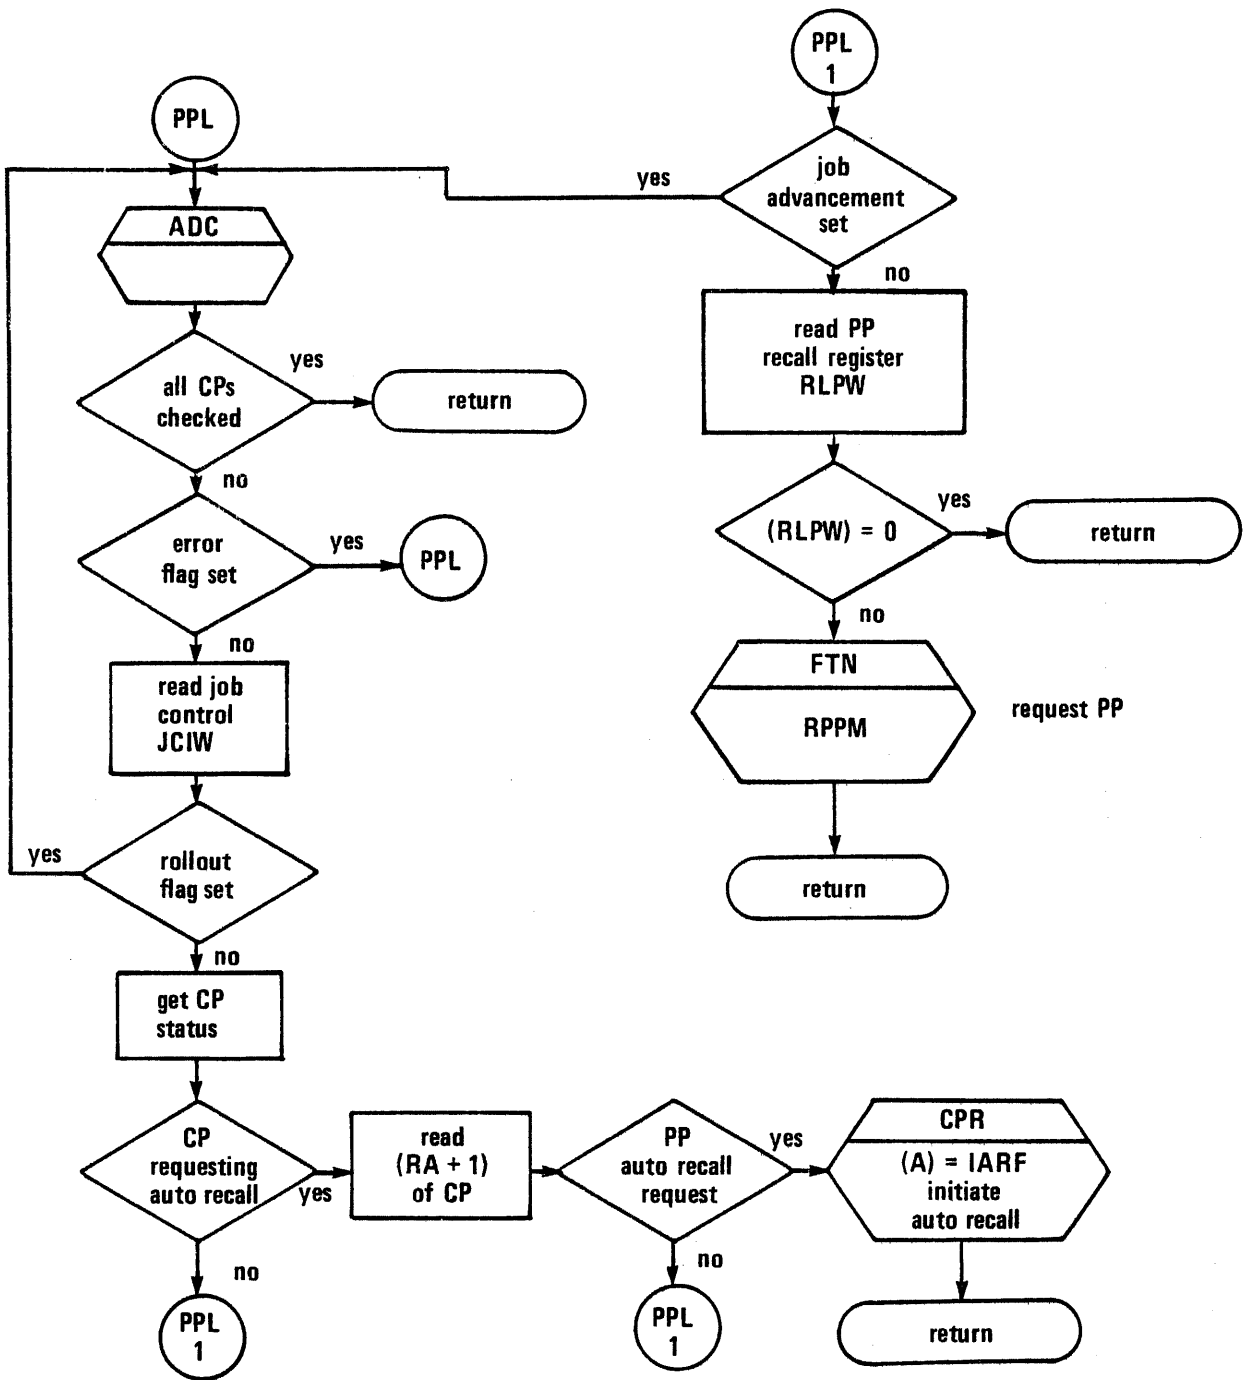 PPL
ADC
all CPs
checked
yes
return
no
error
flag set
yes
PPL
no
read job
control
JCIW
rollout
flag set
yes
no
get CP
status
CP
requesting
auto recall
yes
no
PPL
1
read
(RA + 1)
of CP
PP
auto recall
request
yes
no
PPL
1
CPR
(A) = IARF
initiate
auto recall
return
PPL
1
job
advancement
set
yes
no
read PP
recall register
RLPW
(RLPW) = 0
yes
return
no
FTN
RPPM
request PP
return